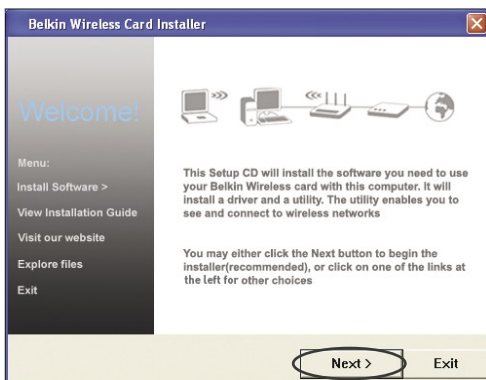 Belkin Wireless Card Installer
Welcome!
Menu:
Install Software >
View Installation Guide
Visit our website
Explore files
Exit
This Setup CD will install the software you need to use
your Belkin Wireless card with this computer. It will
install a driver and a utility. The utility enables you to
see and connect to wireless networks
You may either click the Next button to begin the
installer(recommended), or click on one of the links at
the left for other choices
Next >
Exit